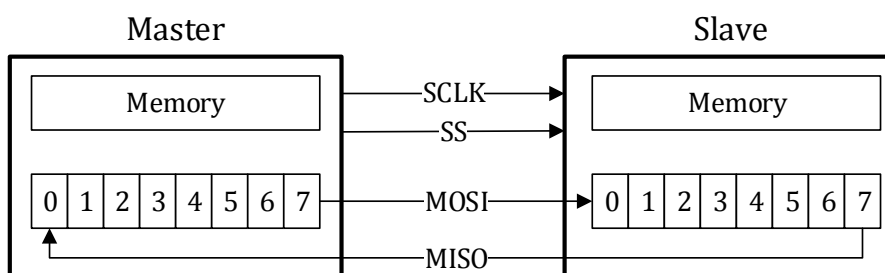 Master Slave
Memory SCLK Memory
SS
0 1 2 3 4 5 6 7 MOSI 0 1 2 3 4 5 6 7
MISO